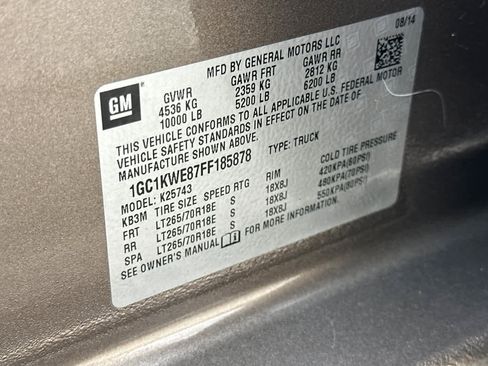 08/14
MFD BY GENERAL MOTORS LLC
GM
GVWR GAWR FRT GAWR RR
4536 KG 2359 KG 2812 KG
10000 LB 5200 LB 6200 LB
THIS VEHICLE CONFORMS TO ALL APPLICABLE U.S. FEDERAL MOTOR
VEHICLE SAFETY STANDARDS IN EFFECT ON THE DATE OF
MANUFACTURE SHOWN ABOVE.
1GC1KWE87FF185878 TYPE: TRUCK
MODEL: K25743
KB3M TIRE SIZE SPEED RTG RIM COLD TIRE PRESSURE
FRT LT265/70R18E S 18X8J 420KPA(60PSI)
RR LT265/70R18E S 18X8J 480KPA(70PSI)
SPA LT265/70R18E S 18X8J 550KPA(80PSI)
SEE OWNER'S MANUAL FOR MORE INFORMATION